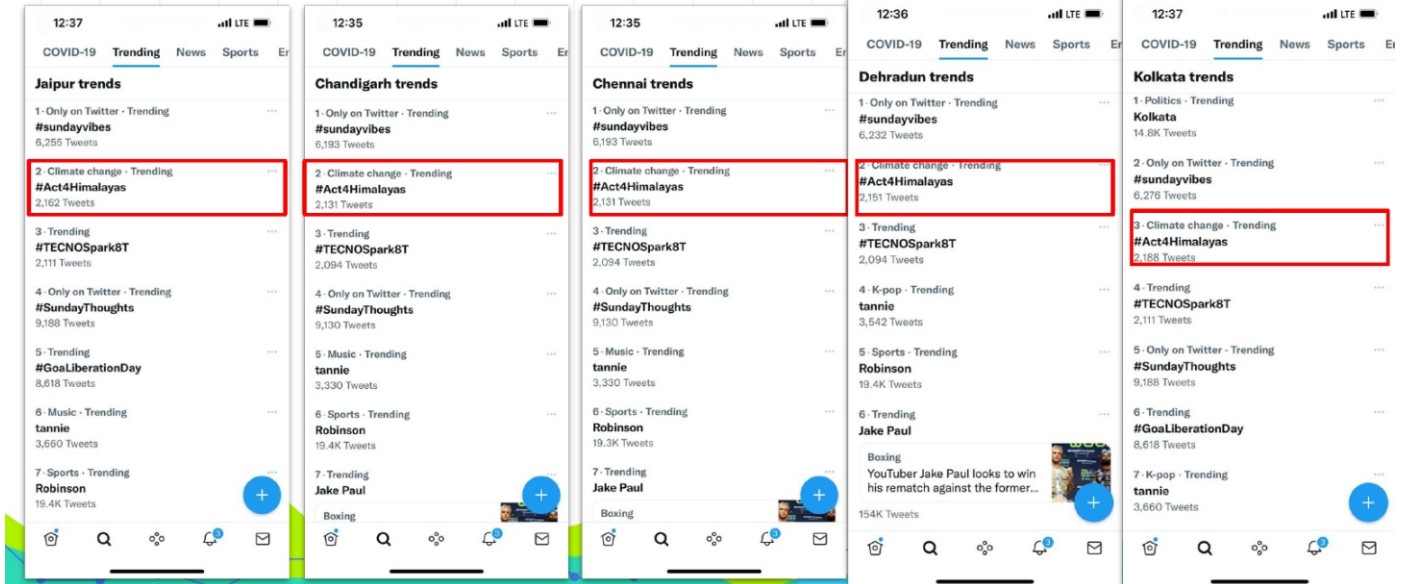 12:37
LTE
COVID-19 Trending News Sports En
Jaipur trends
1 · Only on Twitter · Trending
#sundayvibes
6,255 Tweets
2 · Climate change · Trending
#Act4Himalayas
2,162 Tweets
3 · Trending
#TECNOSpark8T
2,111 Tweets
4 · Only on Twitter · Trending
#SundayThoughts
9,188 Tweets
5 · Trending
#GoaLiberationDay
8,618 Tweets
6 · Music · Trending
tannie
3,660 Tweets
7 · Sports · Trending
Robinson
19.4K Tweets
3
12:35
LTE
COVID-19 Trending News Sports Er
Chandigarh trends
1 · Only on Twitter · Trending
#sundayvibes
6,193 Tweets
2 · Climate change · Trending
#Act4Himalayas
2,131 Tweets
3 · Trending
#TECNOSpark8T
2,094 Tweets
4 · Only on Twitter · Trending
#SundayThoughts
9,130 Tweets
5 · Music · Trending
tannie
3,330 Tweets
6 · Sports · Trending
Robinson
19.4K Tweets
7 · Trending
Jake Paul
Boxing
3
12:35
LTE
COVID-19 Trending News Sports Er
Chennai trends
1 · Only on Twitter · Trending
#sundayvibes
6,193 Tweets
2 · Climate change · Trending
#Act4Himalayas
2,131 Tweets
3 · Trending
#TECNOSpark8T
2,094 Tweets
4 · Only on Twitter · Trending
#SundayThoughts
9,130 Tweets
5 · Music · Trending
tannie
3,330 Tweets
6 · Sports · Trending
Robinson
19.3K Tweets
7 · Trending
Jake Paul
Boxing
3
12:36
LTE
COVID-19 Trending News Sports Er
Dehradun trends
1 · Only on Twitter · Trending
#sundayvibes
6,232 Tweets
2 · Climate change · Trending
#Act4Himalayas
2,151 Tweets
3 · Trending
#TECNOSpark8T
2,094 Tweets
4 · K-pop · Trending
tannie
3,542 Tweets
5 · Sports · Trending
Robinson
19.4K Tweets
6 · Trending
Jake Paul
Boxing
YouTuber Jake Paul looks to win
his rematch against the former...
154K Tweets
3
12:37
LTE
COVID-19 Trending News Sports El
Kolkata trends
1 · Politics · Trending
Kolkata
14.8K Tweets
2 · Only on Twitter · Trending
#sundayvibes
6,276 Tweets
3 · Climate change · Trending
#Act4Himalayas
2,188 Tweets
4 · Trending
#TECNOSpark8T
2,111 Tweets
5 · Only on Twitter · Trending
#SundayThoughts
9,188 Tweets
6 · Trending
#GoaLiberationDay
8,618 Tweets
7 · K-pop · Trending
tannie
3,660 Tweets
3